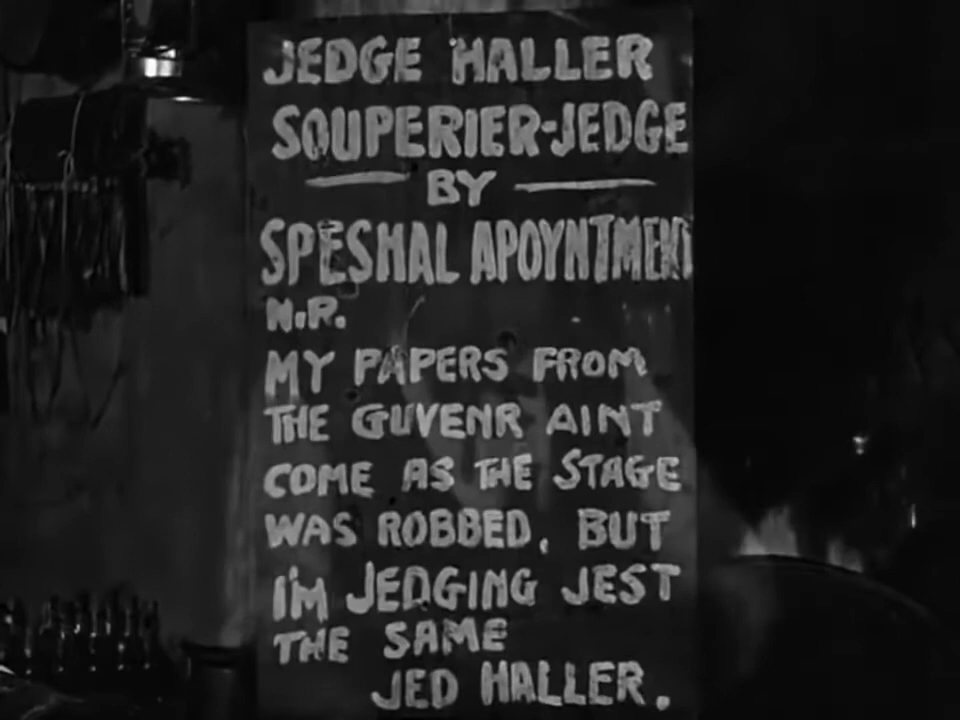 JEDGE HALLER
SOUPERIER-JEDGE
BY
SPESHAL APOYNTMENT
N.P.
MY PAPERS FROM
THE GUVENR AINT
COME AS THE STAGE
WAS ROBBED, BUT
I'M JEDGING JEST
THE SAME
JED HALLER.